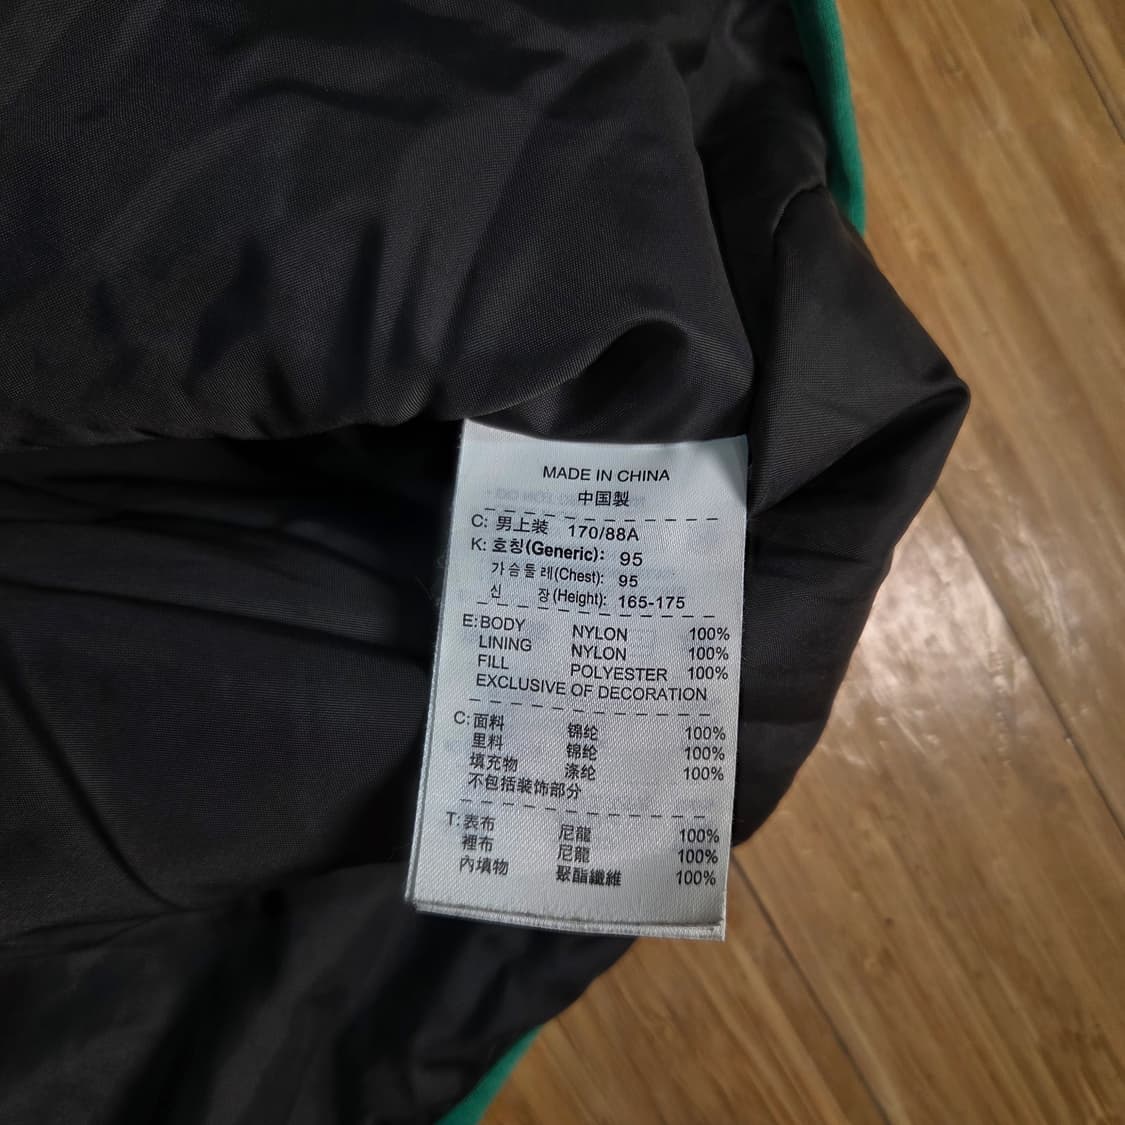 MADE IN CHINA
中国製
C: 男上装 170/88A
K: 호칭(Generic): 95
가슴둘레(Chest): 95
신 장(Height): 165-175
E: BODY NYLON 100%
LINING NYLON 100%
FILL POLYESTER 100%
EXCLUSIVE OF DECORATION
C: 面料 锦纶 100%
里料 锦纶 100%
填充物 涤纶 100%
不包括装饰部分
T: 表布 尼龍 100%
裡布 尼龍 100%
內填物 聚酯纖維 100%